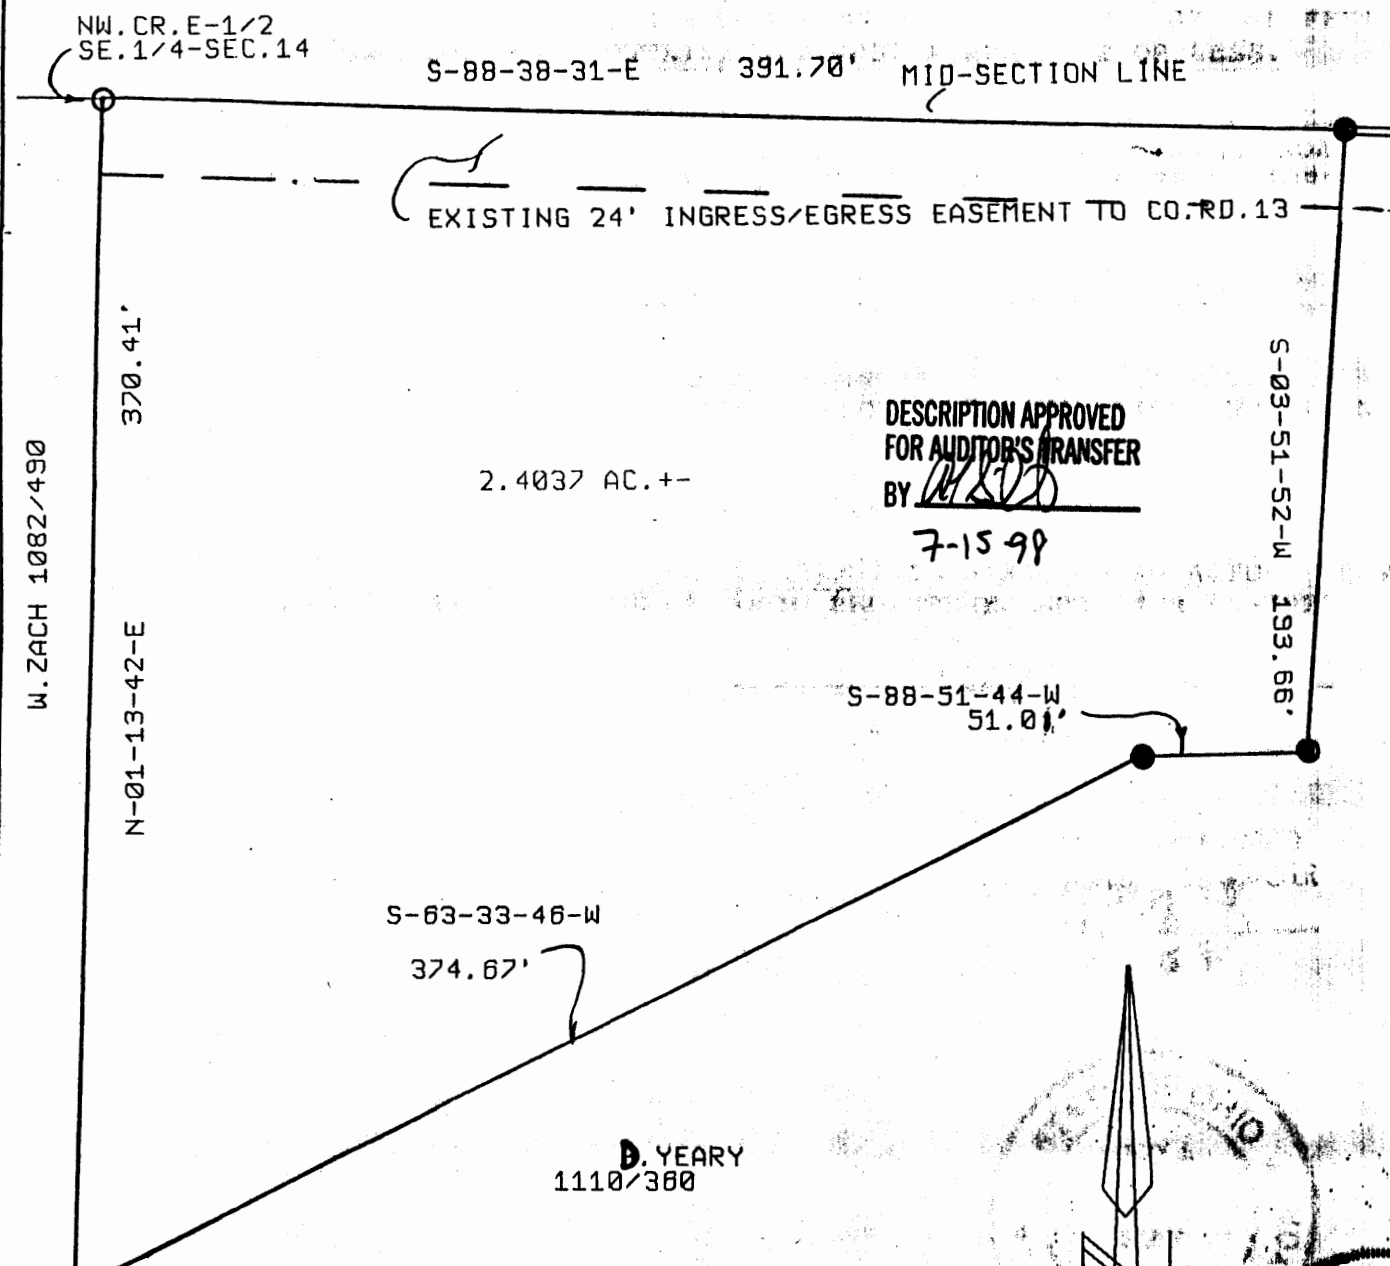 NW.CR.E-1/2
SE.1/4-SEC.14
S-88-38-31-E 391.70'
MID-SECTION LINE
EXISTING 24' INGRESS/EGRESS EASEMENT TO CO.RD.13
370.41'
N-01-13-42-E
W.ZACH 1082/490
2.4037 AC.+-
DESCRIPTION APPROVED
FOR AUDITOR'S TRANSFER
BY
7-15 98
S-03-51-52-W 193.66'
S-88-51-44-W
51.01'
S-63-33-46-W
374.67'
D.YEARY
1110/360